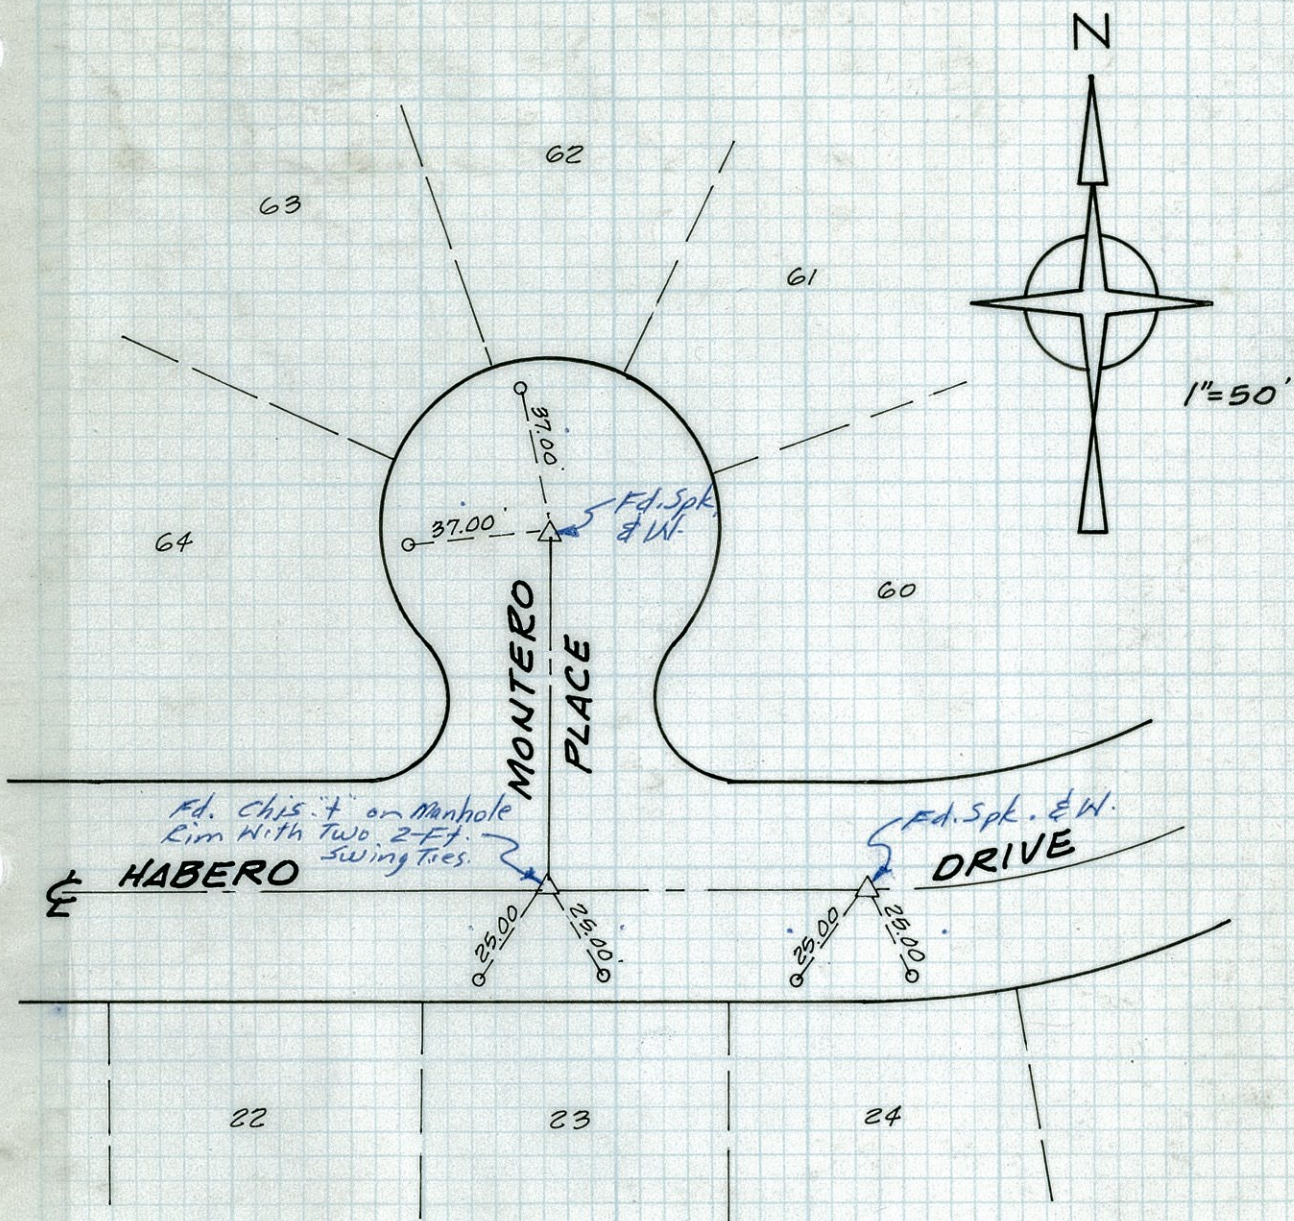 N
62
63
61
1"=50'
37.00'
Fd. Spk.
& W.
37.00'
64
60
MONTERO
PLACE
Fd. Chis. "+" on Manhole
Rim With Two 2-Ft.
Swing Ties.
Fd. Spk. & W.
HABERO
DRIVE
℄
25.00'
25.00'
25.00'
25.00'
22
23
24